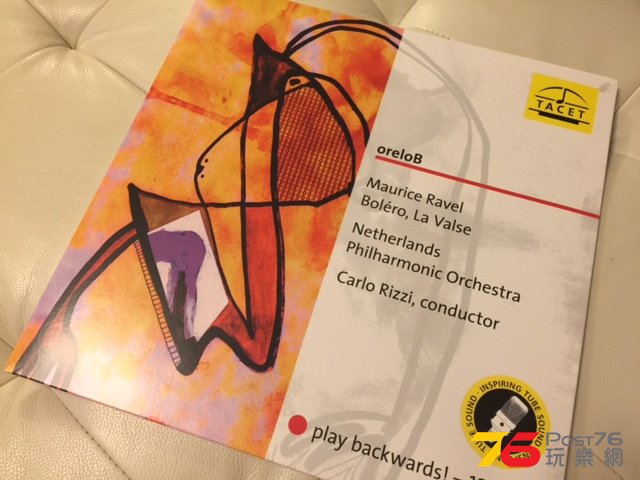 TACET
oreloB
Maurice Ravel
Boléro, La Valse
Netherlands
Philharmonic Orchestra
Carlo Rizzi, conductor
TUBE SOUND · INSPIRING TUBE SOUND
play backwards! –
76 Post76
玩樂網